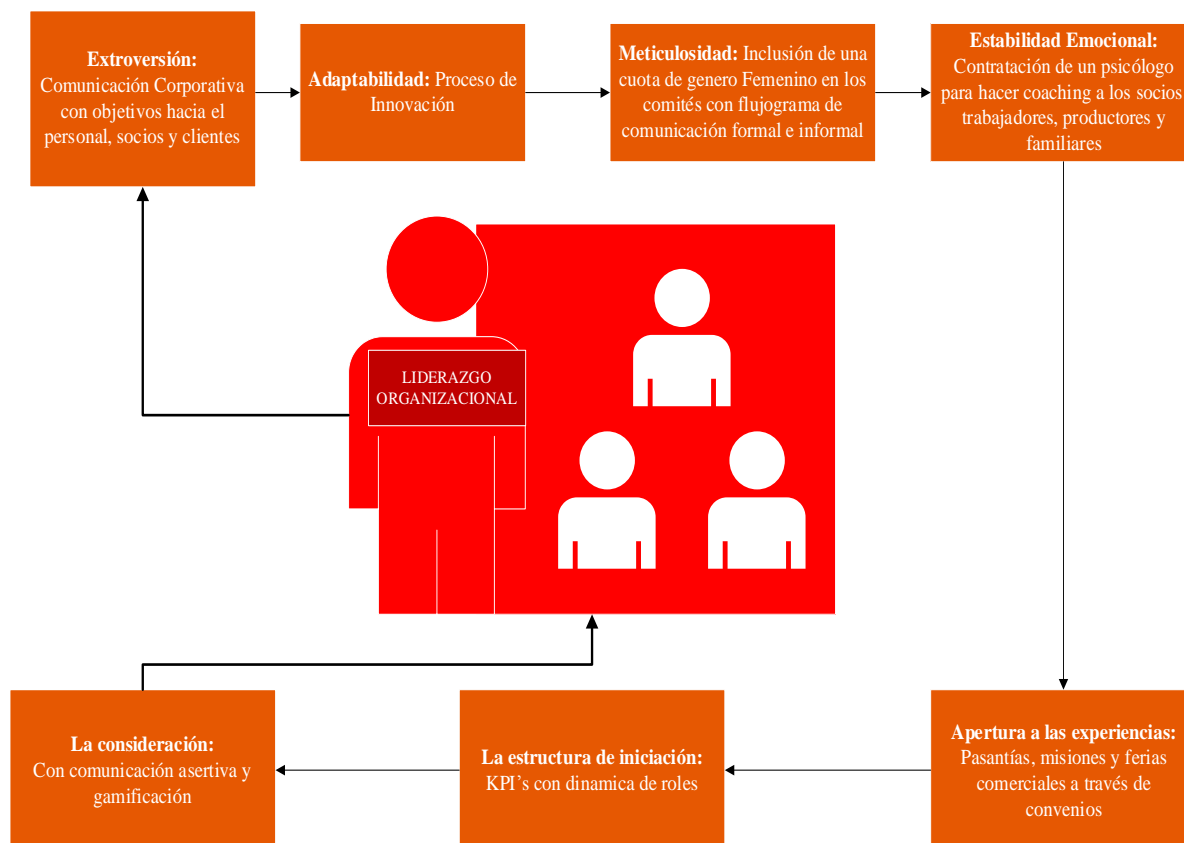 Extroversión:
Comunicación Corporativa
con objetivos hacia el
personal, socios y clientes
Adaptabilidad: Proceso de
Innovación
Meticulosidad: Inclusión de una
cuota de genero Femenino en los
comités con flujograma de
comunicación formal e informal
Estabilidad Emocional:
Contratación de un psicólogo
para hacer coaching a los socios
trabajadores, productores y
familiares
LIDERAZGO
ORGANIZACIONAL
La consideración:
Con comunicación asertiva y
gamificación
La estructura de iniciación:
KPI’s con dinamica de roles
Apertura a las experiencias:
Pasantías, misiones y ferias
comerciales a través de
convenios